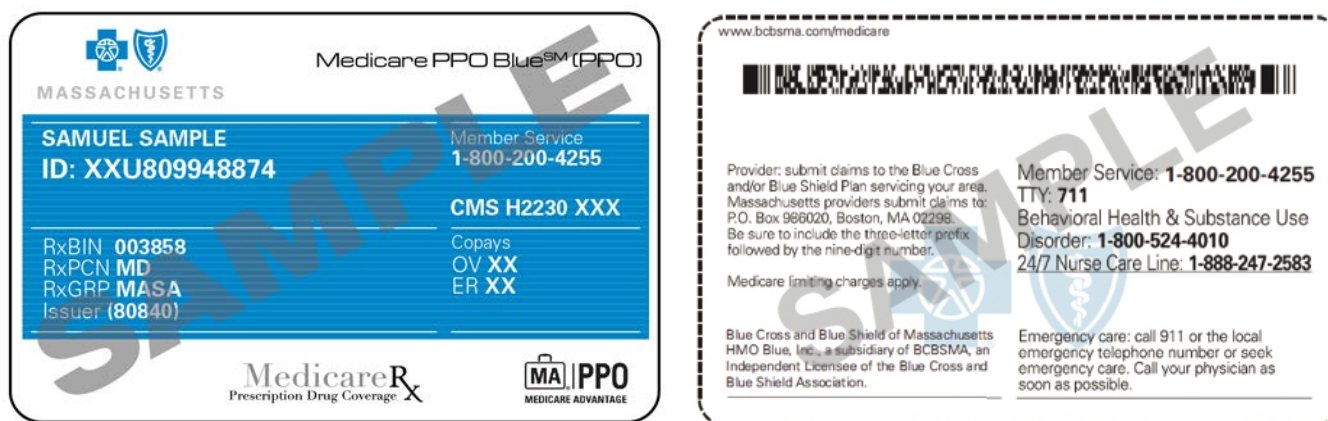 MASSACHUSETTS
Medicare PPO Blue℠ (PPO)
SAMUEL SAMPLE
ID: XXU809948874
Member Service
1-800-200-4255
CMS H2230 XXX
RxBIN 003858
RxPCN MD
RxGRP MASA
Issuer (80840)
Copays
OV XX
ER XX
MedicareRx
Prescription Drug Coverage
MA PPO
MEDICARE ADVANTAGE
SAMPLE
www.bcbsma.com/medicare
Provider: submit claims to the Blue Cross
and/or Blue Shield Plan servicing your area.
Massachusetts providers submit claims to:
P.O. Box 986020, Boston, MA 02298.
Be sure to include the three-letter prefix
followed by the nine-digit number.
Medicare limiting charges apply.
Member Service: 1-800-200-4255
TTY: 711
Behavioral Health & Substance Use
Disorder: 1-800-524-4010
24/7 Nurse Care Line: 1-888-247-2583
Blue Cross and Blue Shield of Massachusetts
HMO Blue, Inc., a subsidiary of BCBSMA, an
Independent Licensee of the Blue Cross and
Blue Shield Association.
Emergency care: call 911 or the local
emergency telephone number or seek
emergency care. Call your physician as
soon as possible.
SAMPLE